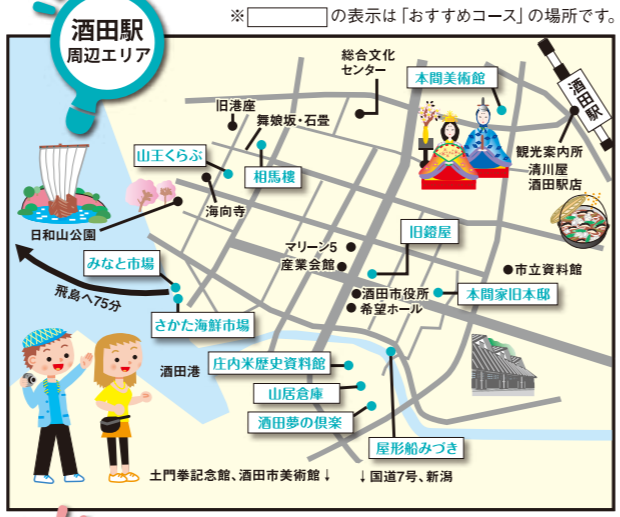 ※ の表示は「おすすめコース」の場所です。
酒田駅
周辺エリア
総合文化
センター
本間美術館
酒田駅
旧港座
舞娘坂・石畳
山王くらぶ
相馬樓
観光案内所
清川屋
酒田駅店
海向寺
日和山公園
マリーン5
産業会館
旧鐙屋
みなと市場
飛島へ75分
さかた海鮮市場
市立資料館
酒田市役所
希望ホール
本間家旧本邸
酒田港
庄内米歴史資料館
山居倉庫
酒田夢の倶楽
屋形船みづき
土門拳記念館、酒田市美術館↓
↓国道7号、新潟